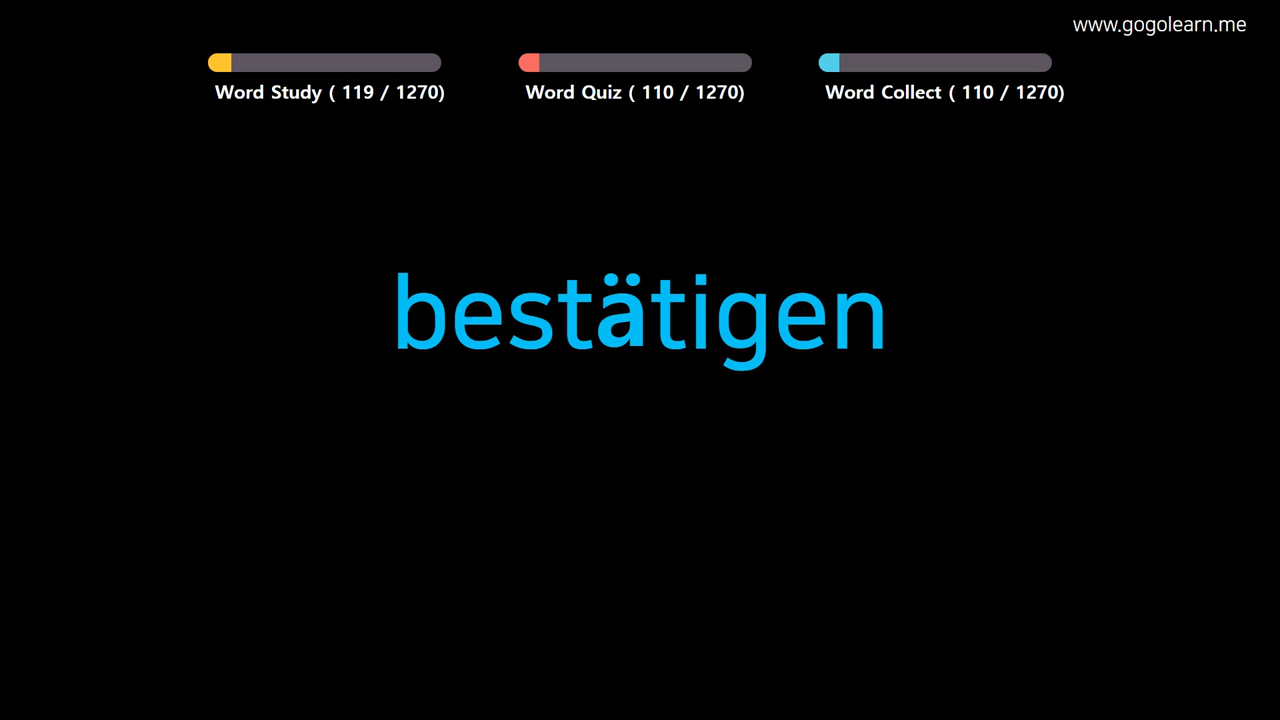 www.gogolearn.me
Word Study ( 119 / 1270)
Word Quiz ( 110 / 1270)
Word Collect ( 110 / 1270)
bestätigen